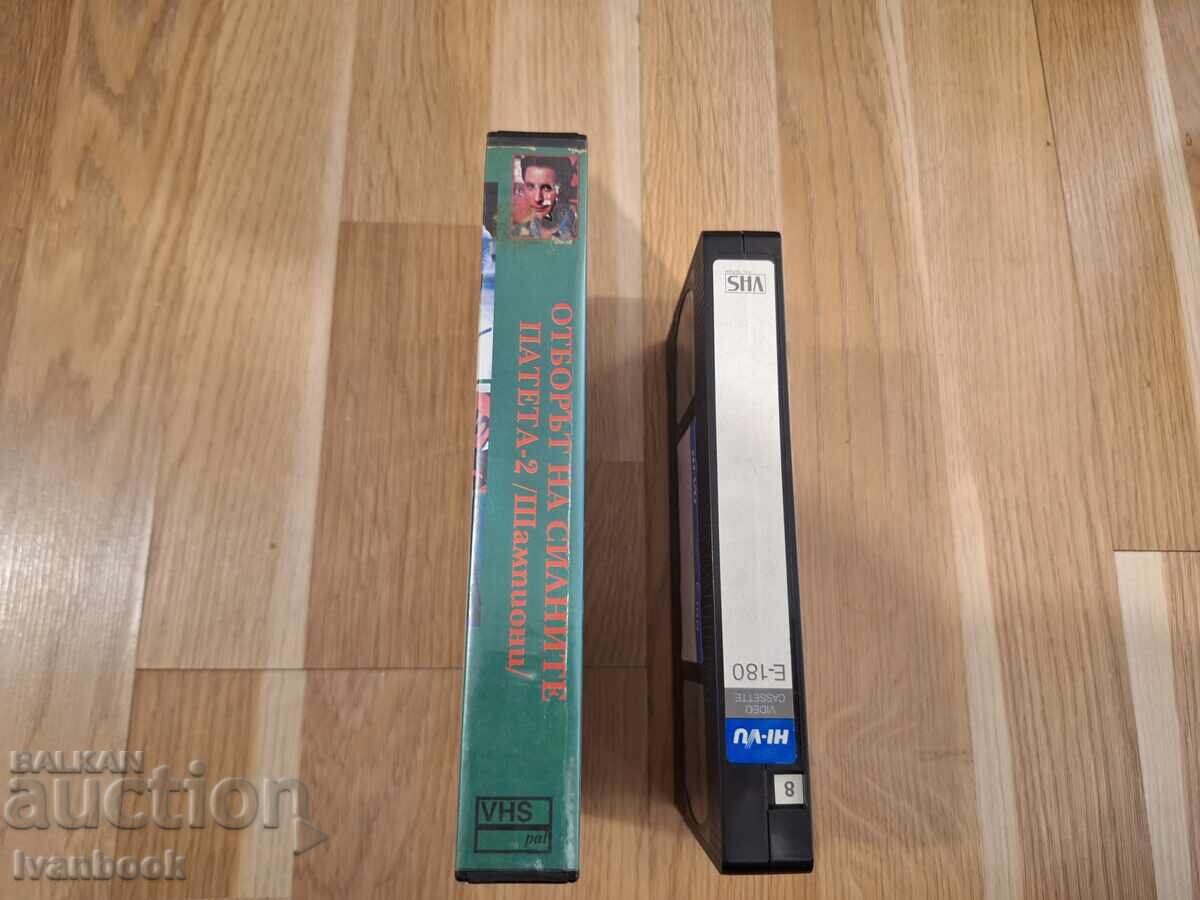 ОТБОРЪТ НА СИЛНИТЕ
ПАТЕТА-2 /Шампиони/
VHS
pal
VHS
E-180
VIDEO
CASSETTE
HI-VU
8
BALKAN
auction
Ivanbook